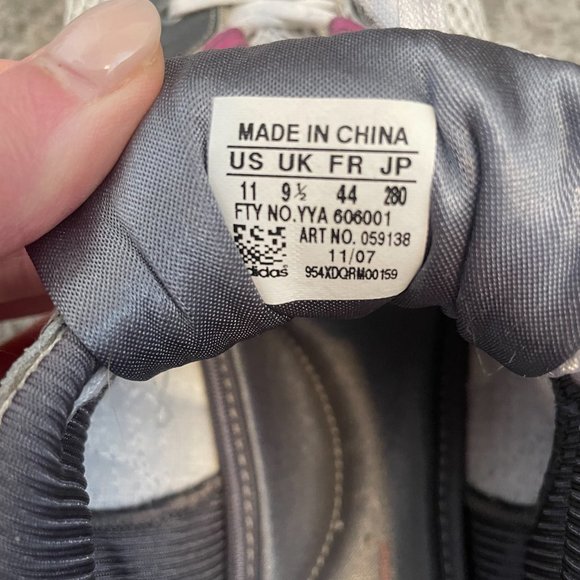 MADE IN CHINA
US UK FR JP
11 9½ 44 280
FTY NO.YYA 606001
ART NO. 059138
11/07
adidas 954XDQRM00159